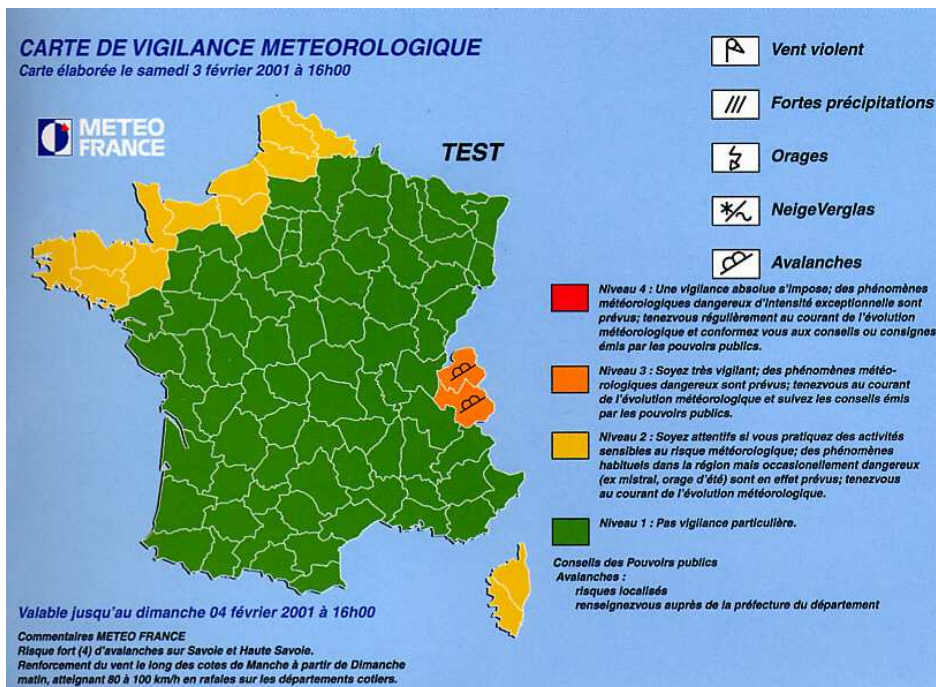 CARTE DE VIGILANCE METEOROLOGIQUE
Carte élaborée le samedi 3 février 2001 à 16h00
METEO
FRANCE
TEST
Vent violent
Fortes précipitations
Orages
NeigeVerglas
Avalanches
Niveau 4 : Une vigilance absolue s'impose; des phénomènes
météorologiques dangereux d'intensité exceptionnelle sont
prévus; tenezvous régulièrement au courant de l'évolution
météorologique et conformez vous aux conseils ou consignes
émis par les pouvoirs publics.
Niveau 3 : Soyez très vigilant; des phénomènes météo-
rologiques dangereux sont prévus; tenezvous au courant
de l'évolution météorologique et suivez les conseils émis
par les pouvoirs publics.
Niveau 2 : Soyez attentifs si vous pratiquez des activités
sensibles au risque météorologique; des phénomènes
habituels dans la région mais occasionellement dangereux
(ex mistral, orage d'été) sont en effet prévus; tenezvous
au courant de l'évolution météorologique.
Niveau 1 : Pas vigilance particulière.
Conseils des Pouvoirs publics
Avalanches :
risques localisés
renseignezvous auprès de la préfecture du département
Valable jusqu'au dimanche 04 février 2001 à 16h00
Commentaires METEO FRANCE
Risque fort (4) d'avalanches sur Savoie et Haute Savoie.
Renforcement du vent le long des cotes de Manche à partir de Dimanche
matin, atteignant 80 à 100 km/h en rafales sur les départements cotiers.